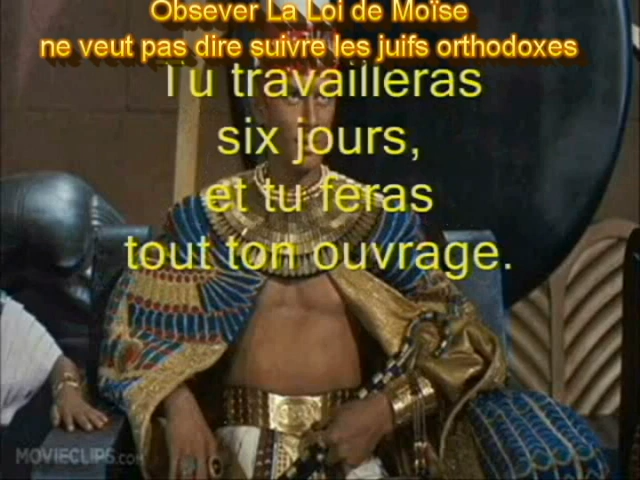 Obsever La Loi de Moïse
ne veut pas dire suivre les juifs orthodoxes
Tu travailleras
six jours,
et tu feras
tout ton ouvrage.
MOVIECLIPS.com